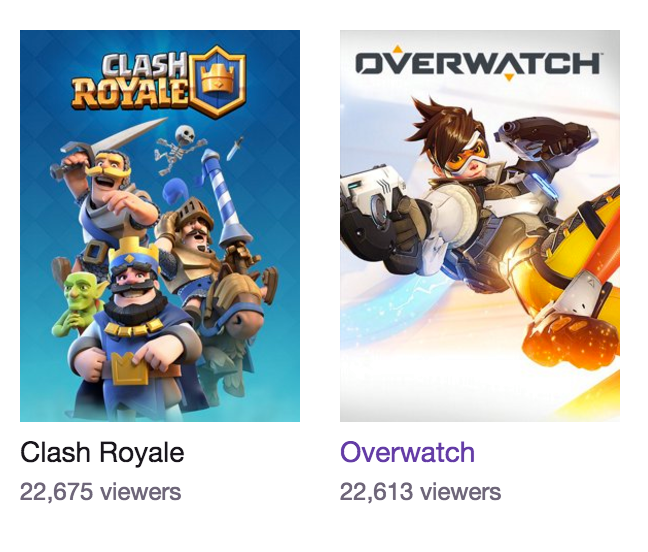 CLASH
ROYALE
OVERWATCH
Clash Royale
22,675 viewers
Overwatch
22,613 viewers